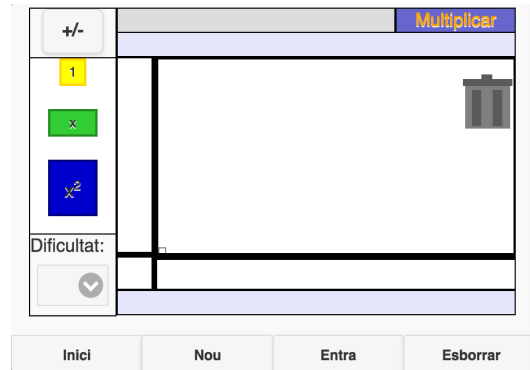 +/-
Multiplicar
1
x
x²
Dificultat:
Inici
Nou
Entra
Esborrar